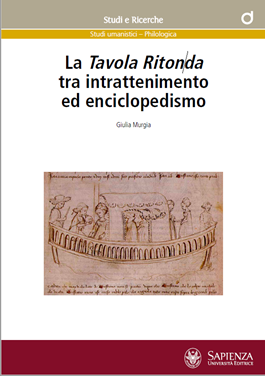 Studi e Ricerche
Studi umanistici – Philologica
La Tavola Ritonda
tra intrattenimento
ed enciclopedismo
Giulia Murgia
SAPIENZA
UNIVERSITÀ EDITRICE